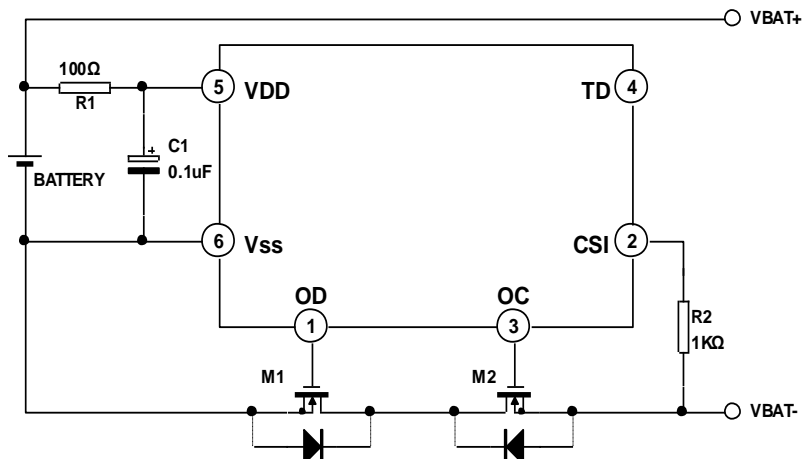 VBAT+
100Ω
R1
5
VDD
TD
4
C1
+
0.1uF
BATTERY
6
Vss
CSI
2
OD
OC
1
3
R2
1KΩ
M1
M2
VBAT-